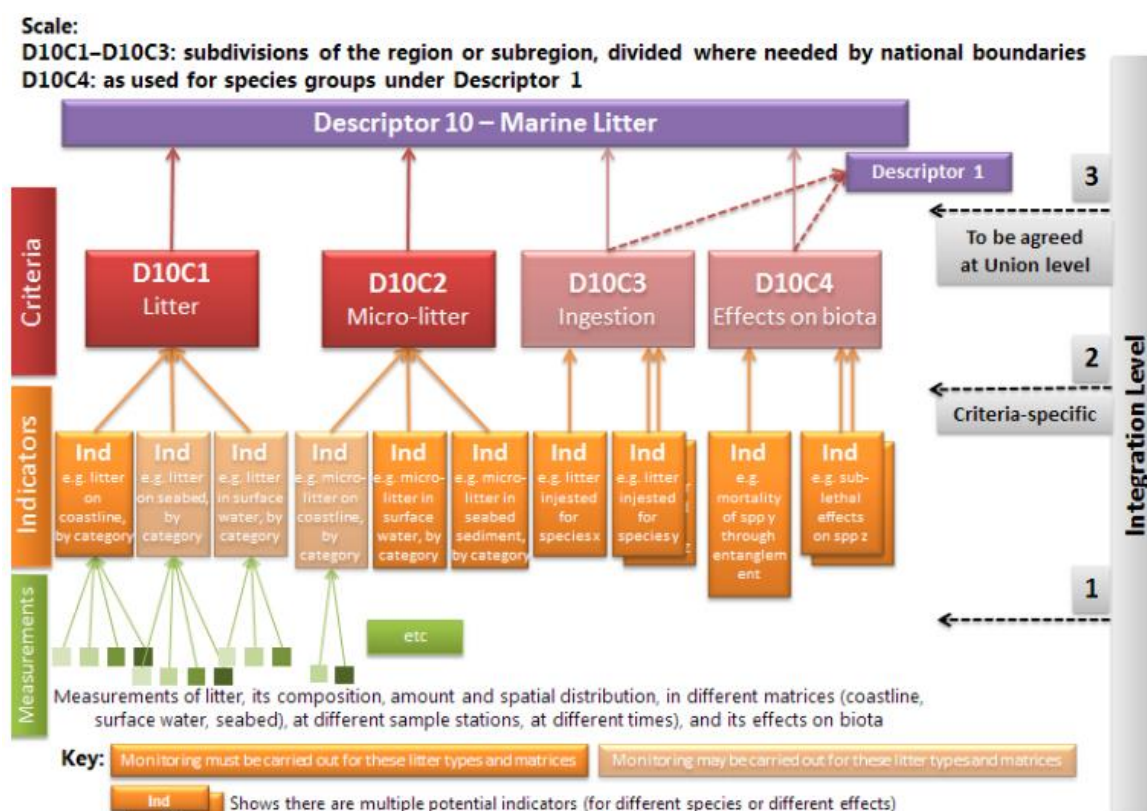 Scale:
D10C1–D10C3: subdivisions of the region or subregion, divided where needed by national boundaries
D10C4: as used for species groups under Descriptor 1
Descriptor 10 – Marine Litter
Descriptor 1
3
To be agreed
at Union level
Criteria
D10C1
Litter
D10C2
Micro-litter
D10C3
Ingestion
D10C4
Effects on biota
2
Criteria-specific
Integration Level
Indicators
Ind
e.g. litter
on
coastline,
by category
Ind
e.g. litter
on seabed,
by
category
Ind
e.g. litter
in surface
water, by
category
Ind
e.g. micro-
litter on
coastline,
by
category
Ind
e.g. micro-
litter in
surface
water, by
category
Ind
e.g. micro-
litter in
seabed
sediment,
by category
Ind
e.g. litter
injested
for
species x
Ind
e.g. litter
injested
for
species y
z
Ind
e.g.
mortality
of spp y
through
entanglem
ent
Ind
e.g. sub-
lethal
effects
on spp z
1
Measurements
etc
Measurements of litter, its composition, amount and spatial distribution, in different matrices (coastline,
surface water, seabed), at different sample stations, at different times), and its effects on biota
Key:
Monitoring must be carried out for these litter types and matrices
Monitoring may be carried out for these litter types and matrices
Ind
Shows there are multiple potential indicators (for different species or different effects)